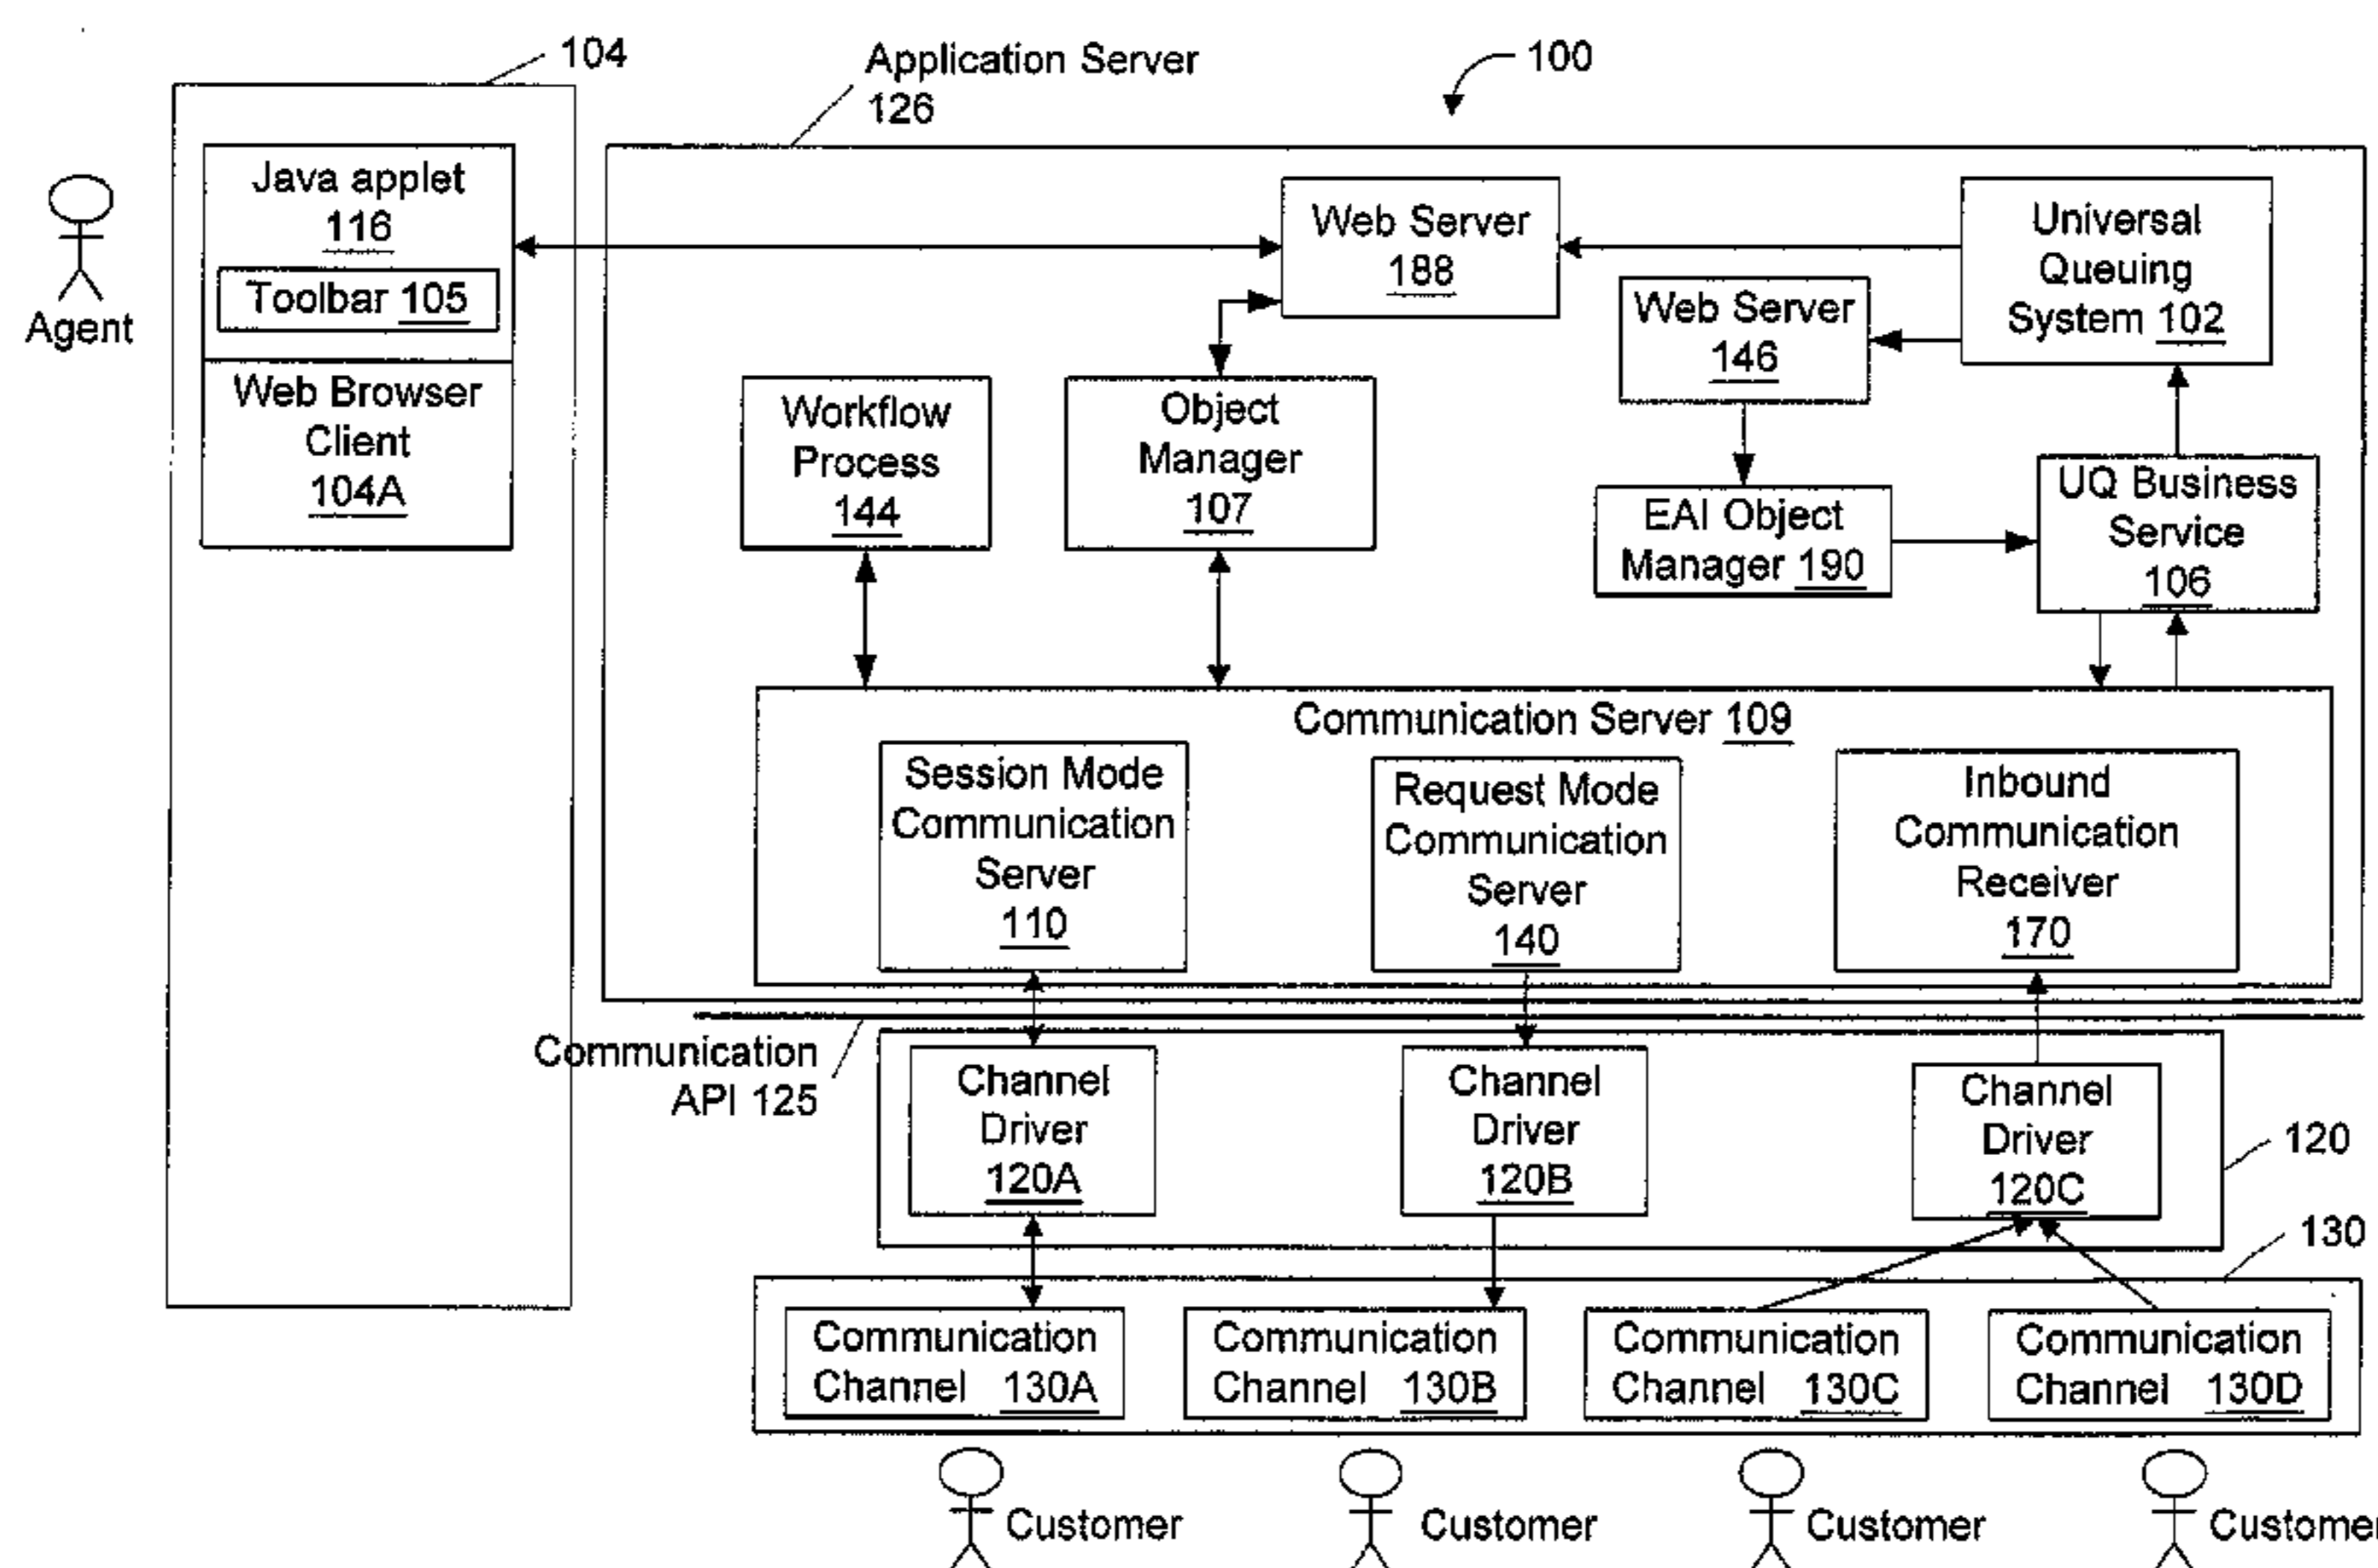 104
Application Server
126
100
Java applet
116
Toolbar 105
Web Browser
Client
104A
Agent
Web Server
188
Universal
Queuing
System 102
Web Server
146
Workflow
Process
144
Object
Manager
107
EAI Object
Manager 190
UQ Business
Service
106
Communication Server 109
Session Mode
Communication
Server
110
Request Mode
Communication
Server
140
Inbound
Communication
Receiver
170
Communication
API 125
Channel
Driver
120A
Channel
Driver
120B
Channel
Driver
120C
120
130
Communication
Channel 130A
Communication
Channel 130B
Communication
Channel 130C
Communication
Channel 130D
Customer
Customer
Customer
Customer